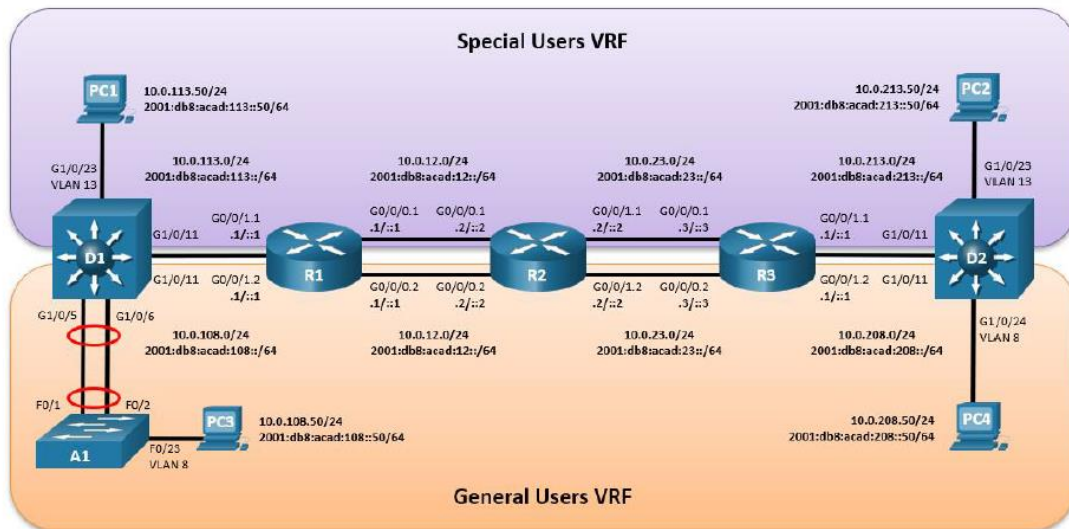 Special Users VRF
PC1
10.0.113.50/24
2001:db8:acad:113::50/64
10.0.213.50/24
2001:db8:acad:213::50/64
PC2
G1/0/23
VLAN 13
10.0.113.0/24
2001:db8:acad:113::/64
10.0.12.0/24
2001:db8:acad:12::/64
10.0.23.0/24
2001:db8:acad:23::/64
10.0.213.0/24
2001:db8:acad:213::/64
G1/0/23
VLAN 13
D1
G1/0/11
G0/0/1.1
.1/::1
R1
G0/0/0.1
.1/::1
G0/0/0.1
.2/::2
R2
G0/0/1.1
.2/::2
G0/0/0.1
.3/::3
R3
G0/0/1.1
.1/::1
G1/0/11
D2
G1/0/11
G0/0/1.2
.1/::1
G0/0/0.2
.1/::1
G0/0/0.2
.2/::2
G0/0/1.2
.2/::2
G0/0/0.2
.3/::3
G0/0/1.2
.1/::1
G1/0/11
G1/0/5
G1/0/6
10.0.108.0/24
2001:db8:acad:108::/64
10.0.12.0/24
2001:db8:acad:12::/64
10.0.23.0/24
2001:db8:acad:23::/64
10.0.208.0/24
2001:db8:acad:208::/64
G1/0/24
VLAN 8
F0/1
F0/2
A1
F0/23
VLAN 8
PC3
10.0.108.50/24
2001:db8:acad:108::50/64
10.0.208.50/24
2001:db8:acad:208::50/64
PC4
General Users VRF